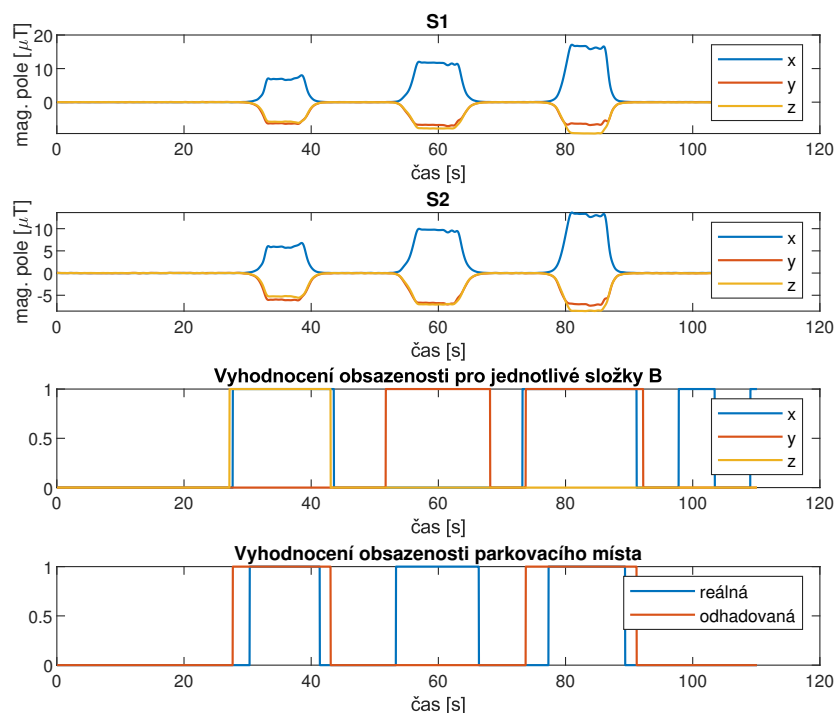 S1
mag. pole [μT]
20
10
0
x
y
z
0 20 40 60 80 100 120
čas [s]
S2
mag. pole [μT]
10
5
0
-5
x
y
z
0 20 40 60 80 100 120
čas [s]
Vyhodnocení obsazenosti pro jednotlivé složky B
1
0.5
0
x
y
z
0 20 40 60 80 100 120
čas [s]
Vyhodnocení obsazenosti parkovacího místa
1
0.5
0
reálná
odhadovaná
0 20 40 60 80 100 120
čas [s]